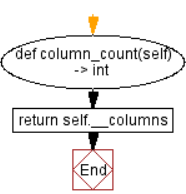 def column_count(self)
-> int
return self.__columns
End